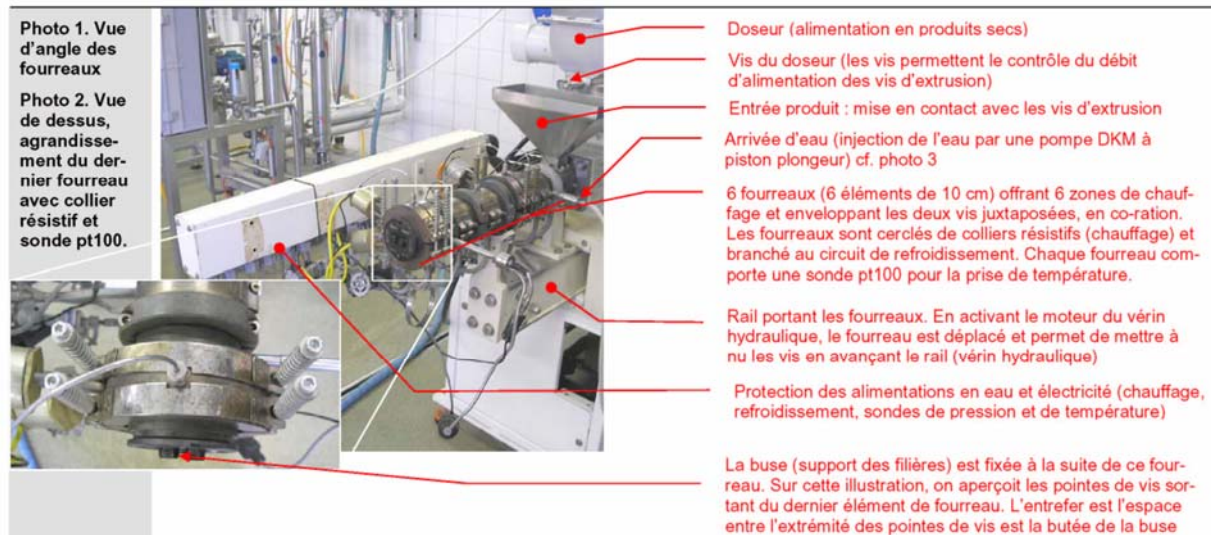 Photo 1. Vue
d’angle des
fourreaux
Photo 2. Vue
de dessus,
agrandisse-
ment du der-
nier fourreau
avec collier
résistif et
sonde pt100.
Doseur (alimentation en produits secs)
Vis du doseur (les vis permettent le contrôle du débit
d’alimentation des vis d’extrusion)
Entrée produit : mise en contact avec les vis d’extrusion
Arrivée d’eau (injection de l’eau par une pompe DKM à
piston plongeur) cf. photo 3
6 fourreaux (6 éléments de 10 cm) offrant 6 zones de chauf-
fage et enveloppant les deux vis juxtaposées, en co-ration.
Les fourreaux sont cerclés de colliers résistifs (chauffage) et
branché au circuit de refroidissement. Chaque fourreau com-
porte une sonde pt100 pour la prise de température.
Rail portant les fourreaux. En activant le moteur du vérin
hydraulique, le fourreau est déplacé et permet de mettre à
nu les vis en avançant le rail (vérin hydraulique)
Protection des alimentations en eau et électricité (chauffage,
refroidissement, sondes de pression et de température)
La buse (support des filières) est fixée à la suite de ce four-
reau. Sur cette illustration, on aperçoit les pointes de vis sor-
tant du dernier élément de fourreau. L’entrefer est l’espace
entre l’extrémité des pointes de vis est la butée de la buse